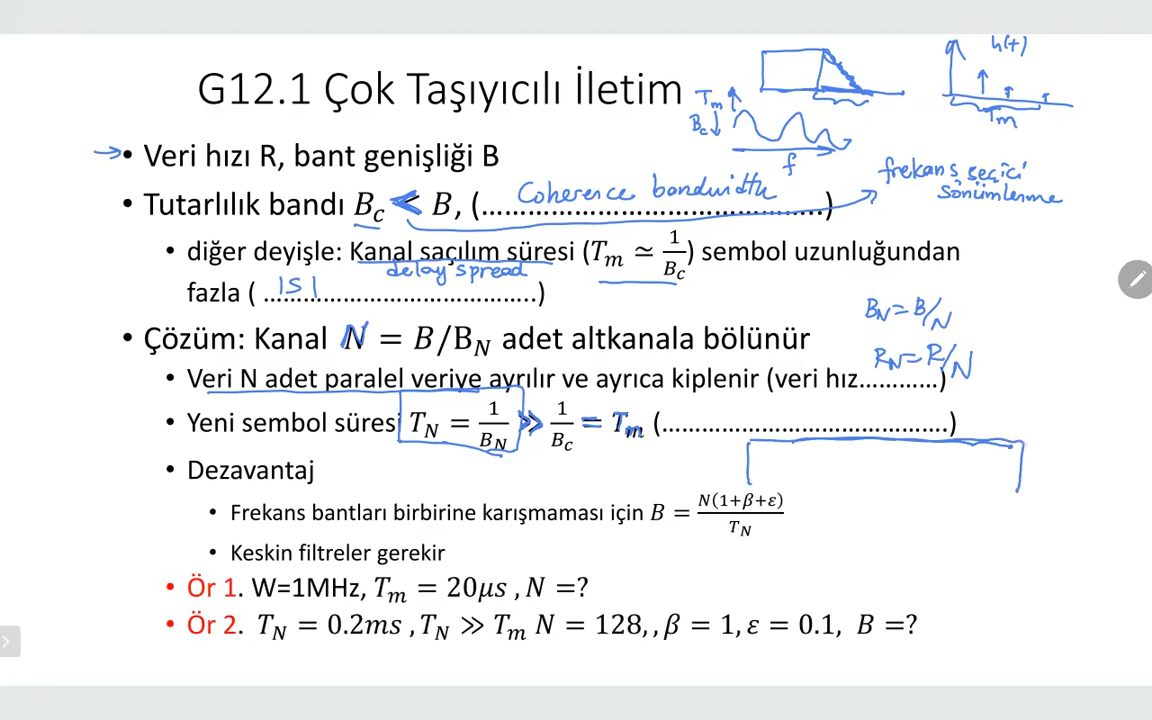 G12.1 Çok Taşıyıcılı İletim
Tm
Bc
f
h(t)
Tm
• Veri hızı R, bant genişliği B
• Tutarlılık bandı Bc < B, (Coherence bandwidth)
frekans seçici
sönümlenme
• diğer deyişle: Kanal saçılım süresi (Tm ≃ 1/Bc) sembol uzunluğundan
delay spread
fazla ( ISI ........................................)
BN = B/N
• Çözüm: Kanal N = B/BN adet altkanala bölünür
RN = R/N
• Veri N adet paralel veriye ayrılır ve ayrıca kiplenir (veri hız............)
• Yeni sembol süresi TN = 1/BN ≫ 1/Bc = Tm (.........................................)
• Dezavantaj
• Frekans bantları birbirine karışmaması için B = N(1+β+ε)/TN
• Keskin filtreler gerekir
• Ör 1. W=1MHz, Tm = 20μs , N =?
• Ör 2. TN = 0.2ms , TN ≫ Tm N = 128, , β = 1, ε = 0.1, B =?